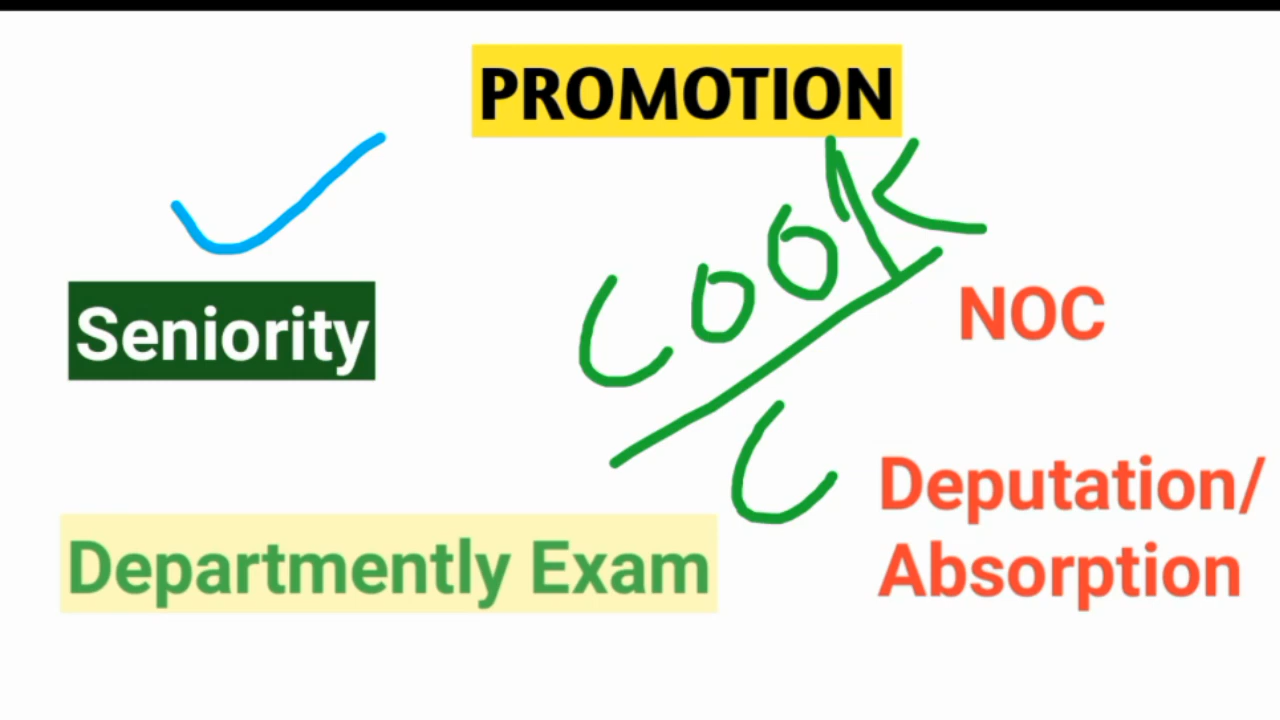 PROMOTION
COOK
C
Seniority
NOC
Departmently Exam
Deputation/
Absorption